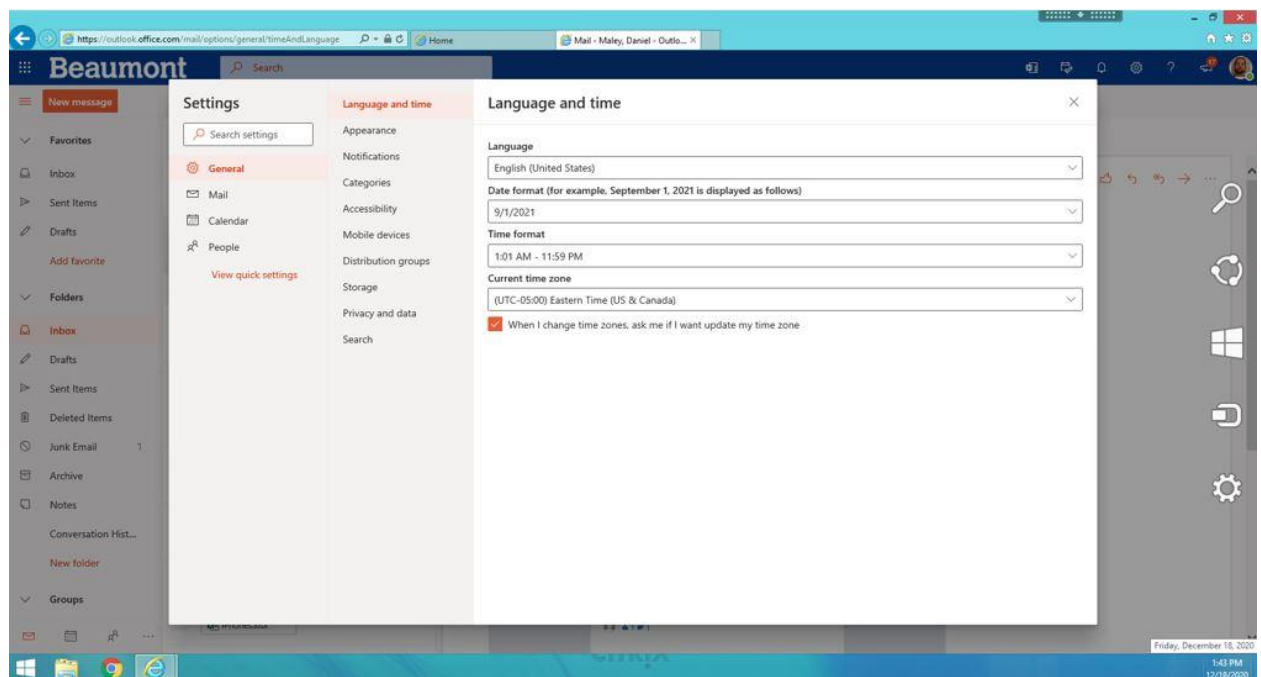 https://outlook.office.com/mail/options/general/timeAndLanguage
Home
Mail - Maley, Daniel - Outlo...
Beaumont
Search
New message
Favorites
Inbox
Sent Items
Drafts
Add favorite
Folders
Inbox
Drafts
Sent Items
Deleted Items
Junk Email 1
Archive
Notes
Conversation Hist...
New folder
Groups
Settings
Search settings
General
Mail
Calendar
People
View quick settings
Language and time
Appearance
Notifications
Categories
Accessibility
Mobile devices
Distribution groups
Storage
Privacy and data
Search
Language and time
Language
English (United States)
Date format (for example, September 1, 2021 is displayed as follows)
9/1/2021
Time format
1:01 AM - 11:59 PM
Current time zone
(UTC-05:00) Eastern Time (US & Canada)
When I change time zones, ask me if I want update my time zone
Friday, December 18, 2020
1:43 PM
12/18/2020